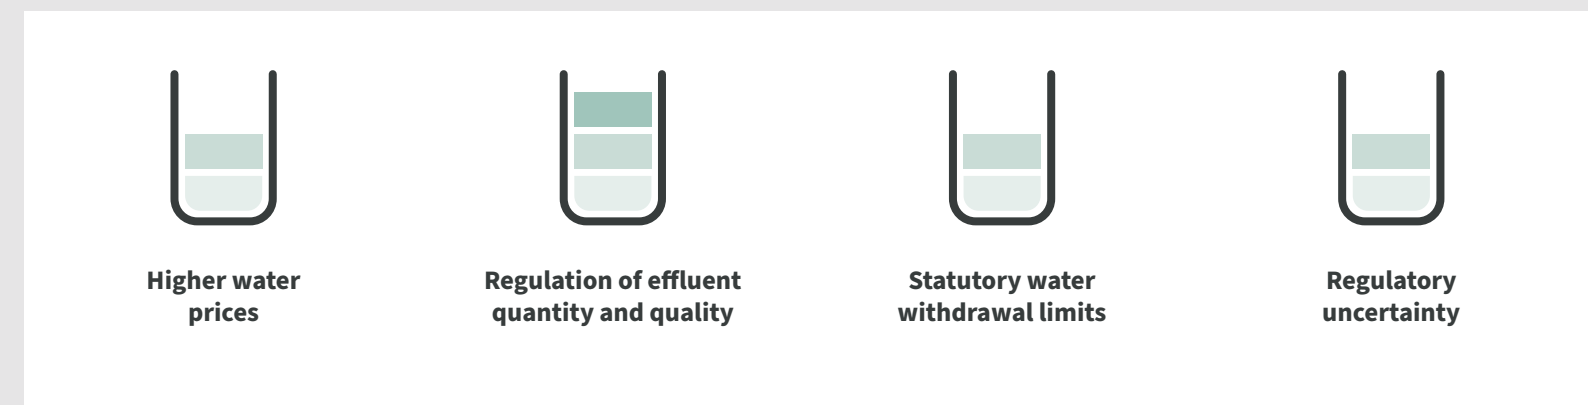 Higher water
prices
Regulation of effluent
quantity and quality
Statutory water
withdrawal limits
Regulatory
uncertainty